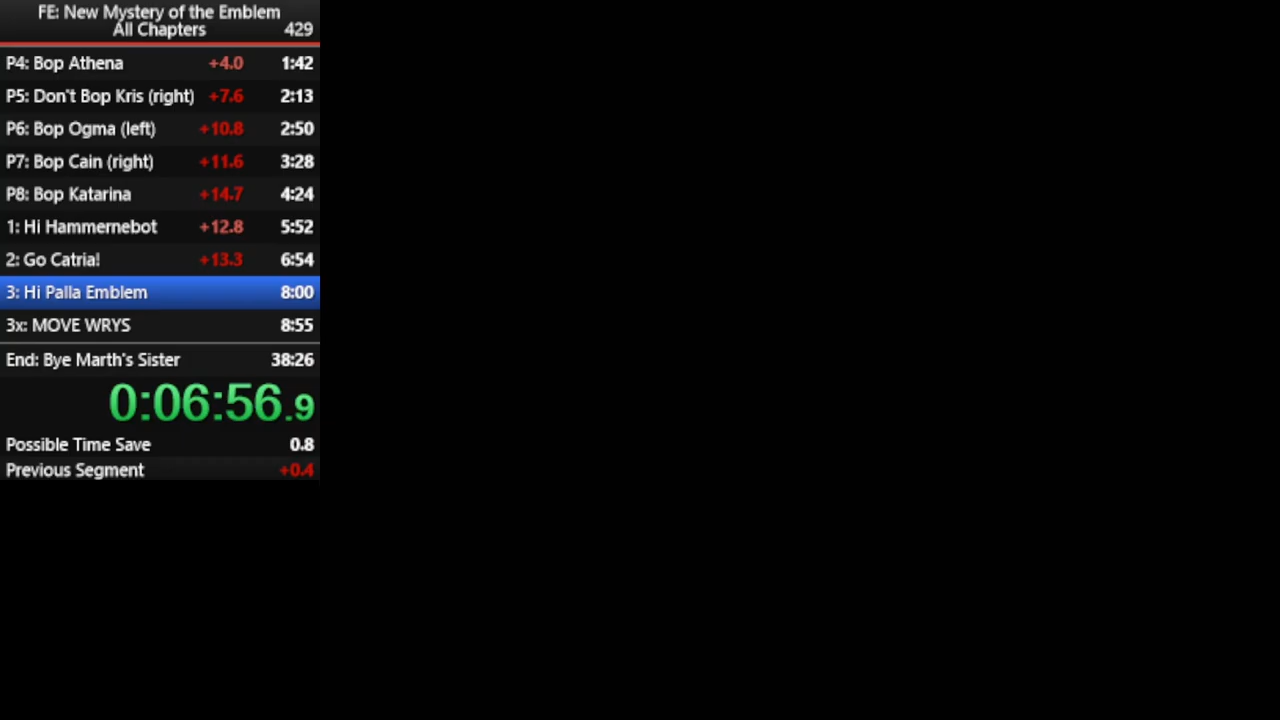 FE: New Mystery of the Emblem
All Chapters 429
P4: Bop Athena +4.0 1:42
P5: Don't Bop Kris (right) +7.6 2:13
P6: Bop Ogma (left) +10.8 2:50
P7: Bop Cain (right) +11.6 3:28
P8: Bop Katarina +14.7 4:24
1: Hi Hammernebot +12.8 5:52
2: Go Catria! +13.3 6:54
3: Hi Palla Emblem 8:00
3x: MOVE WRYS 8:55
End: Bye Marth's Sister 38:26
0:06:56.9
Possible Time Save 0.8
Previous Segment +0.4